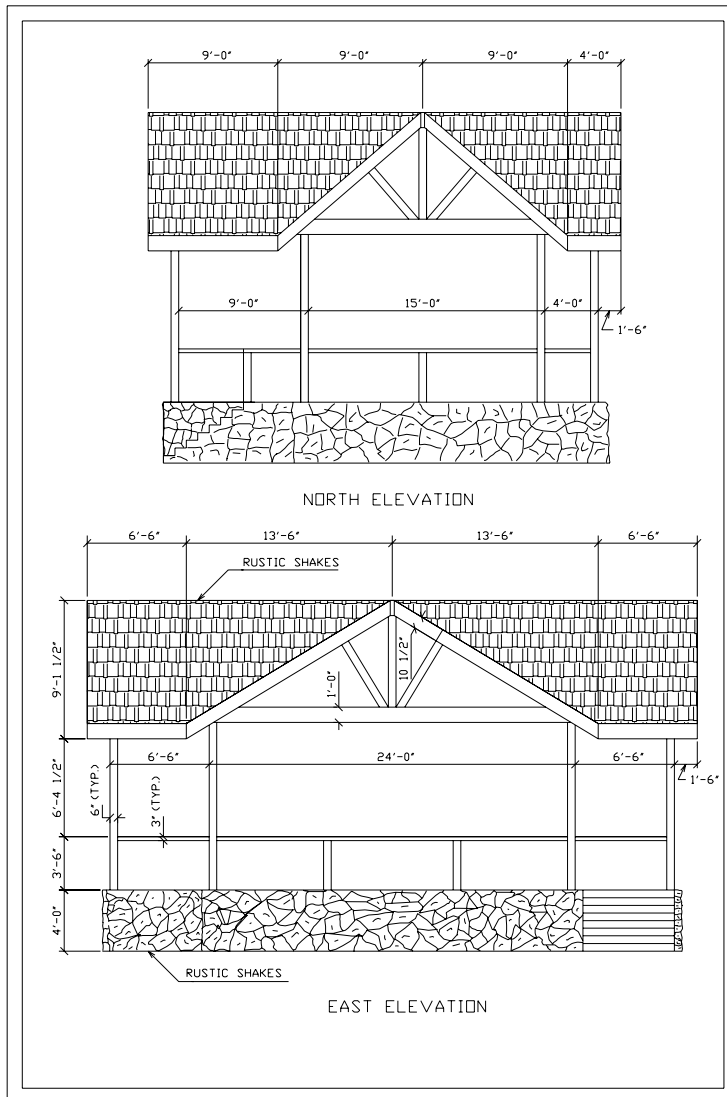 9'-0" 9'-0" 9'-0" 4'-0"
9'-0" 15'-0" 4'-0"
1'-6"
NORTH ELEVATION
6'-6" 13'-6" 13'-6" 6'-6"
RUSTIC SHAKES
9'-1 1/2"
10 1/2"
1'-0"
6'-6" 24'-0" 6'-6"
1'-6"
6'-4 1/2"
6" (TYP.)
3" (TYP.)
3'-6"
4'-0"
RUSTIC SHAKES
EAST ELEVATION